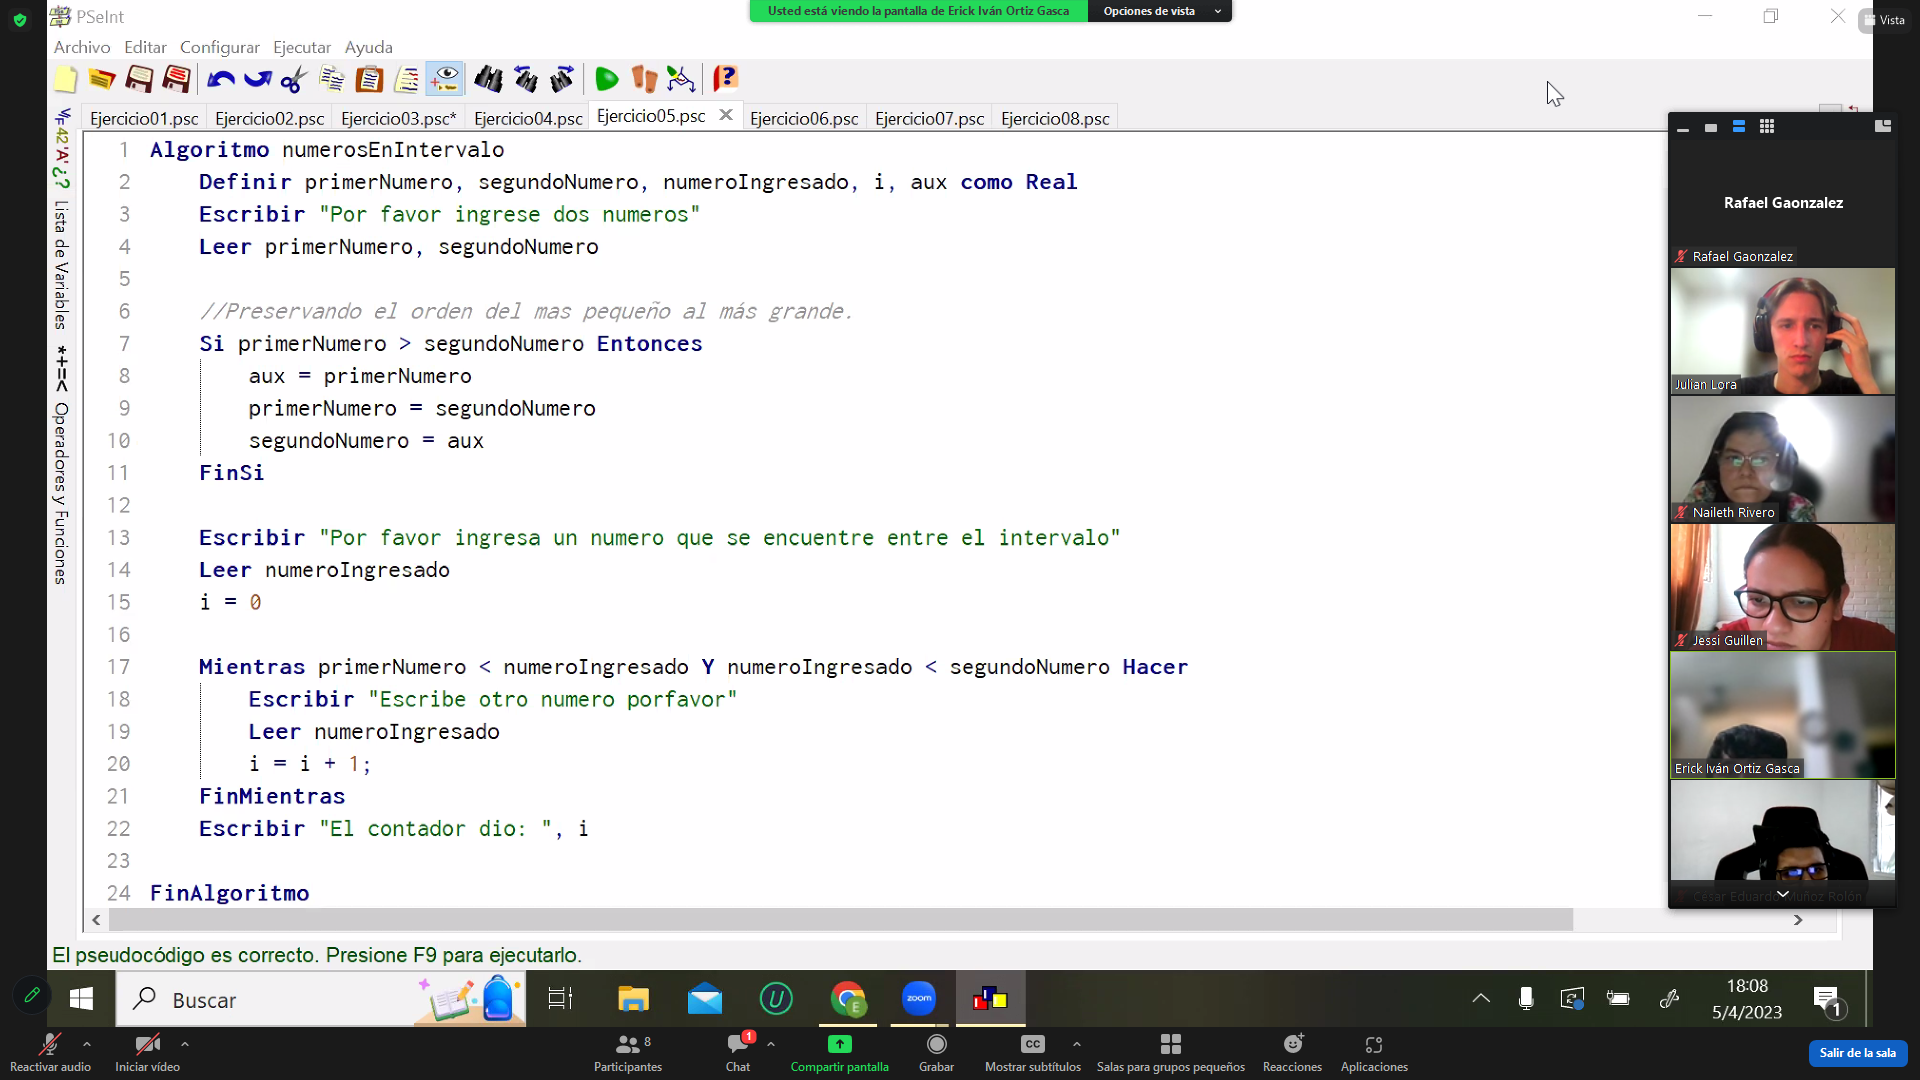 PSeInt
Usted está viendo la pantalla de Erick Iván Ortiz Gasca
Opciones de vista
Vista
Archivo Editar Configurar Ejecutar Ayuda
Ejercicio01.psc Ejercicio02.psc Ejercicio03.psc* Ejercicio04.psc Ejercicio05.psc Ejercicio06.psc Ejercicio07.psc Ejercicio08.psc
Lista de Variables
Operadores y Funciones
1 Algoritmo numerosEnIntervalo
2 Definir primerNumero, segundoNumero, numeroIngresado, i, aux como Real
3 Escribir "Por favor ingrese dos numeros"
4 Leer primerNumero, segundoNumero
5
6 //Preservando el orden del mas pequeño al más grande.
7 Si primerNumero > segundoNumero Entonces
8 aux = primerNumero
9 primerNumero = segundoNumero
10 segundoNumero = aux
11 FinSi
12
13 Escribir "Por favor ingresa un numero que se encuentre entre el intervalo"
14 Leer numeroIngresado
15 i = 0
16
17 Mientras primerNumero < numeroIngresado Y numeroIngresado < segundoNumero Hacer
18 Escribir "Escribe otro numero porfavor"
19 Leer numeroIngresado
20 i = i + 1;
21 FinMientras
22 Escribir "El contador dio: ", i
23
24 FinAlgoritmo
El pseudocódigo es correcto. Presione F9 para ejecutarlo.
Rafael Gaonzalez
Rafael Gaonzalez
Julian Lora
Naileth Rivero
Jessi Guillen
Erick Iván Ortiz Gasca
César Eduardo Muñoz Rolón
Buscar
zoom
18:08
5/4/2023
1
Reactivar audio
Iniciar vídeo
8
Participantes
1
Chat
Compartir pantalla
Grabar
CC
Mostrar subtítulos
Salas para grupos pequeños
Reacciones
Aplicaciones
Salir de la sala